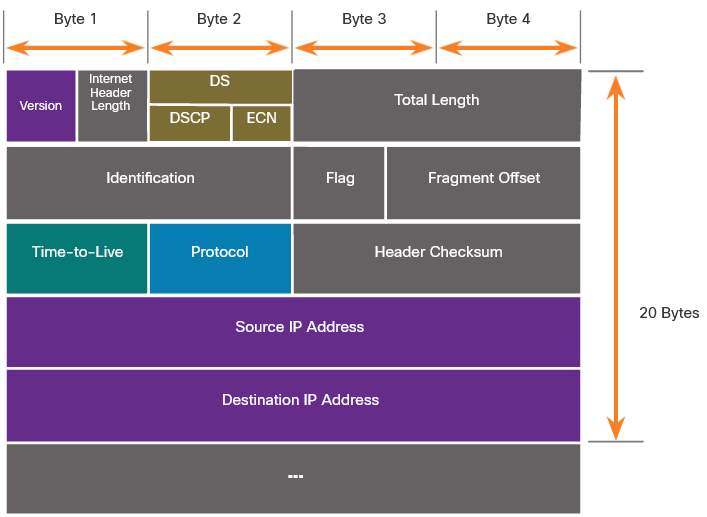 Byte 1 Byte 2 Byte 3 Byte 4
Version
Internet
Header
Length
DS
DSCP
ECN
Total Length
Identification
Flag
Fragment Offset
Time-to-Live
Protocol
Header Checksum
Source IP Address
Destination IP Address
20 Bytes
...